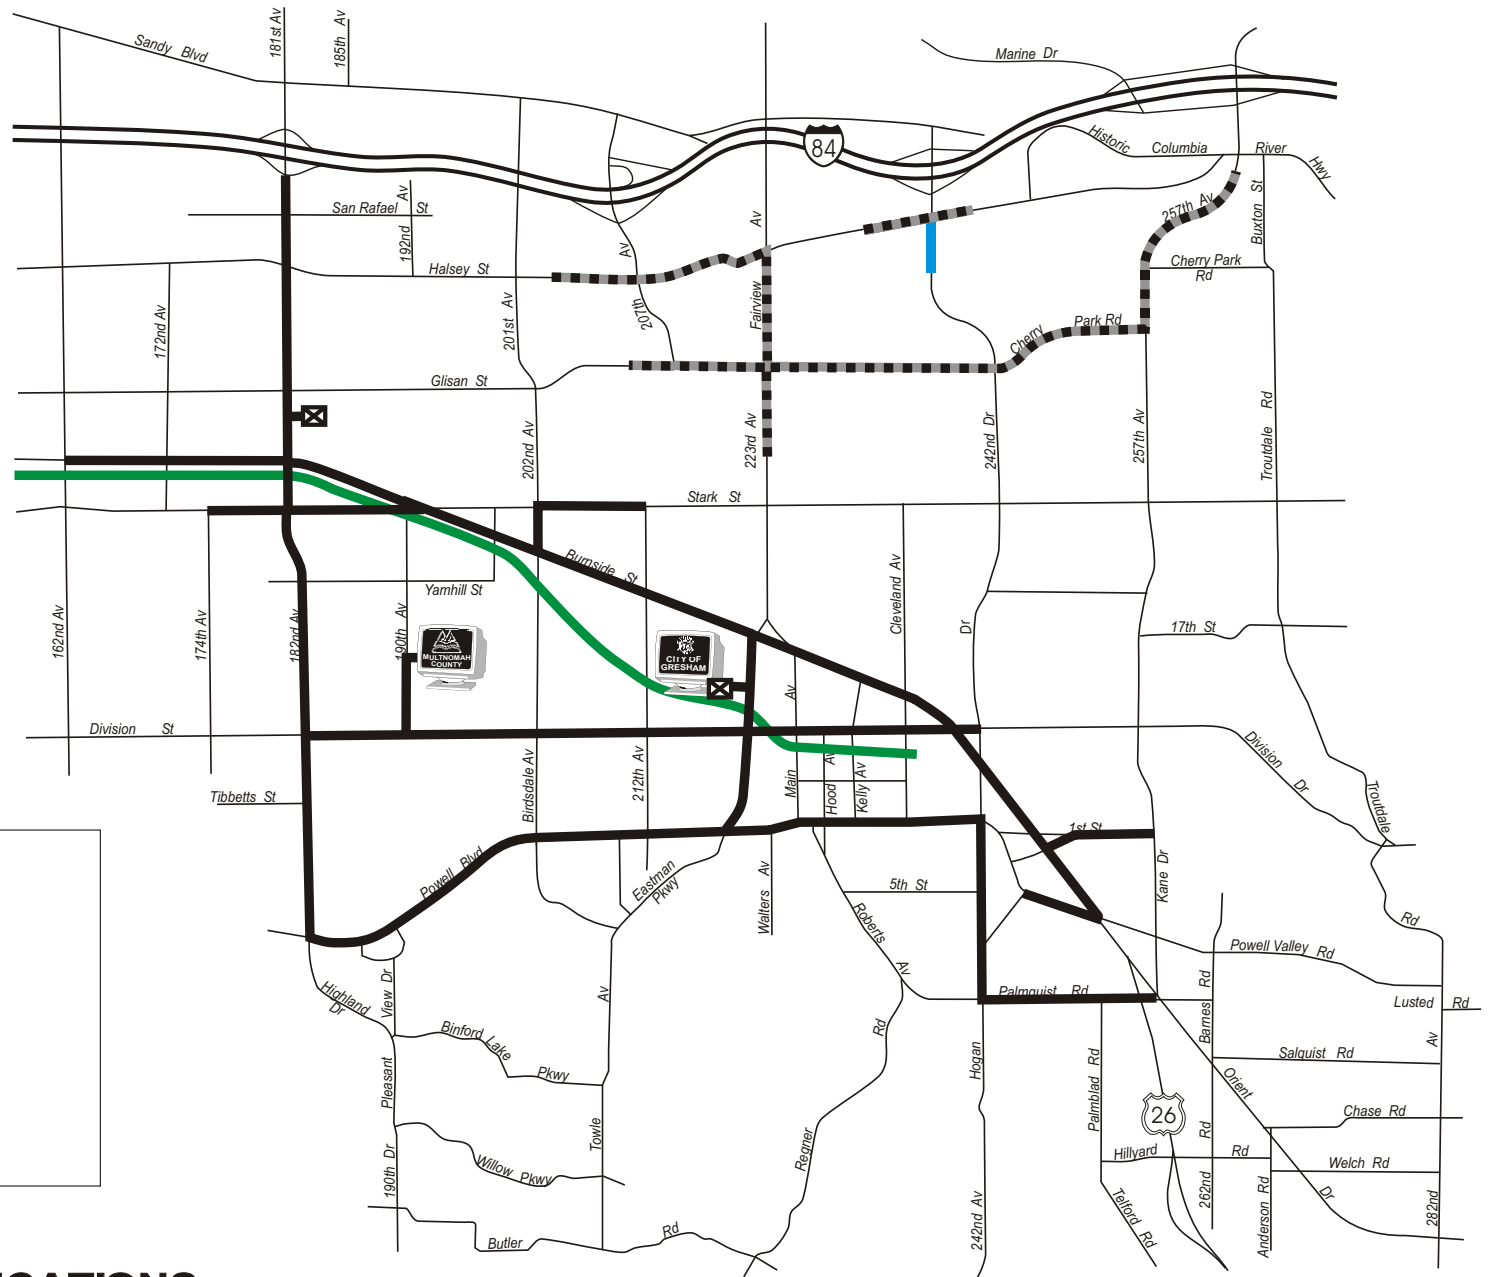 181st Av
185th Av
Sandy Blvd
Marine Dr
84
Historic Columbia River Hwy
San Rafael St
192nd Av
Halsey St
201st Av
Av
207th
Av
Fairview
257th Av
Buxton St
Cherry Park
Rd
172nd Av
Cherry Park Rd
Glisan St
202nd Av
223rd Av
242nd Dr
257th Av
Troutdale Rd
Stark St
Burnside St
Yamhill St
162nd Av
174th Av
182nd Av
190th Av
MULTNOMAH
COUNTY
CITY OF
GRESHAM
Cleveland Av
Dr
17th St
Division St
Av
Division Dr
Tibbetts St
Birdsdale Av
212th Av
Main
Hood Av
Kelly Av
1st St
Troutdale
Powell Blvd
Eastman
Pkwy
Walters Av
5th St
Kane Dr
Roberts Av
Rd
Powell Valley Rd
Highland
Dr
View Dr
Av
Palmquist Rd
Lusted Rd
Binford Lake Pkwy
Rd
Hogan
Barnes Rd
Av
Salquist Rd
Pleasant
Palmblad Rd
Orient
Chase Rd
Towle
26
Regner
Hillyard Rd
Rd
Welch Rd
Willow Pkwy
190th Dr
262nd
Anderson Rd
Dr
282nd
Telford Rd
242nd Av
Butler Rd